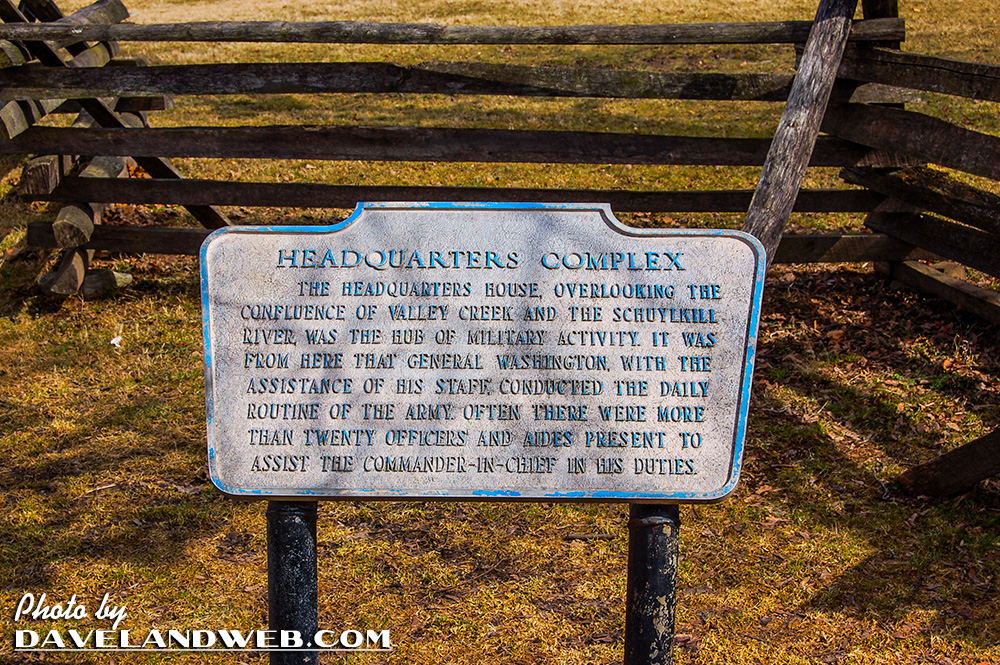 HEADQUARTERS COMPLEX
THE HEADQUARTERS HOUSE, OVERLOOKING THE
CONFLUENCE OF VALLEY CREEK AND THE SCHUYLKILL
RIVER, WAS THE HUB OF MILITARY ACTIVITY. IT WAS
FROM HERE THAT GENERAL WASHINGTON, WITH THE
ASSISTANCE OF HIS STAFF, CONDUCTED THE DAILY
ROUTINE OF THE ARMY. OFTEN THERE WERE MORE
THAN TWENTY OFFICERS AND AIDES PRESENT TO
ASSIST THE COMMANDER-IN-CHIEF IN HIS DUTIES.
Photo by
DAVELANDWEB.COM